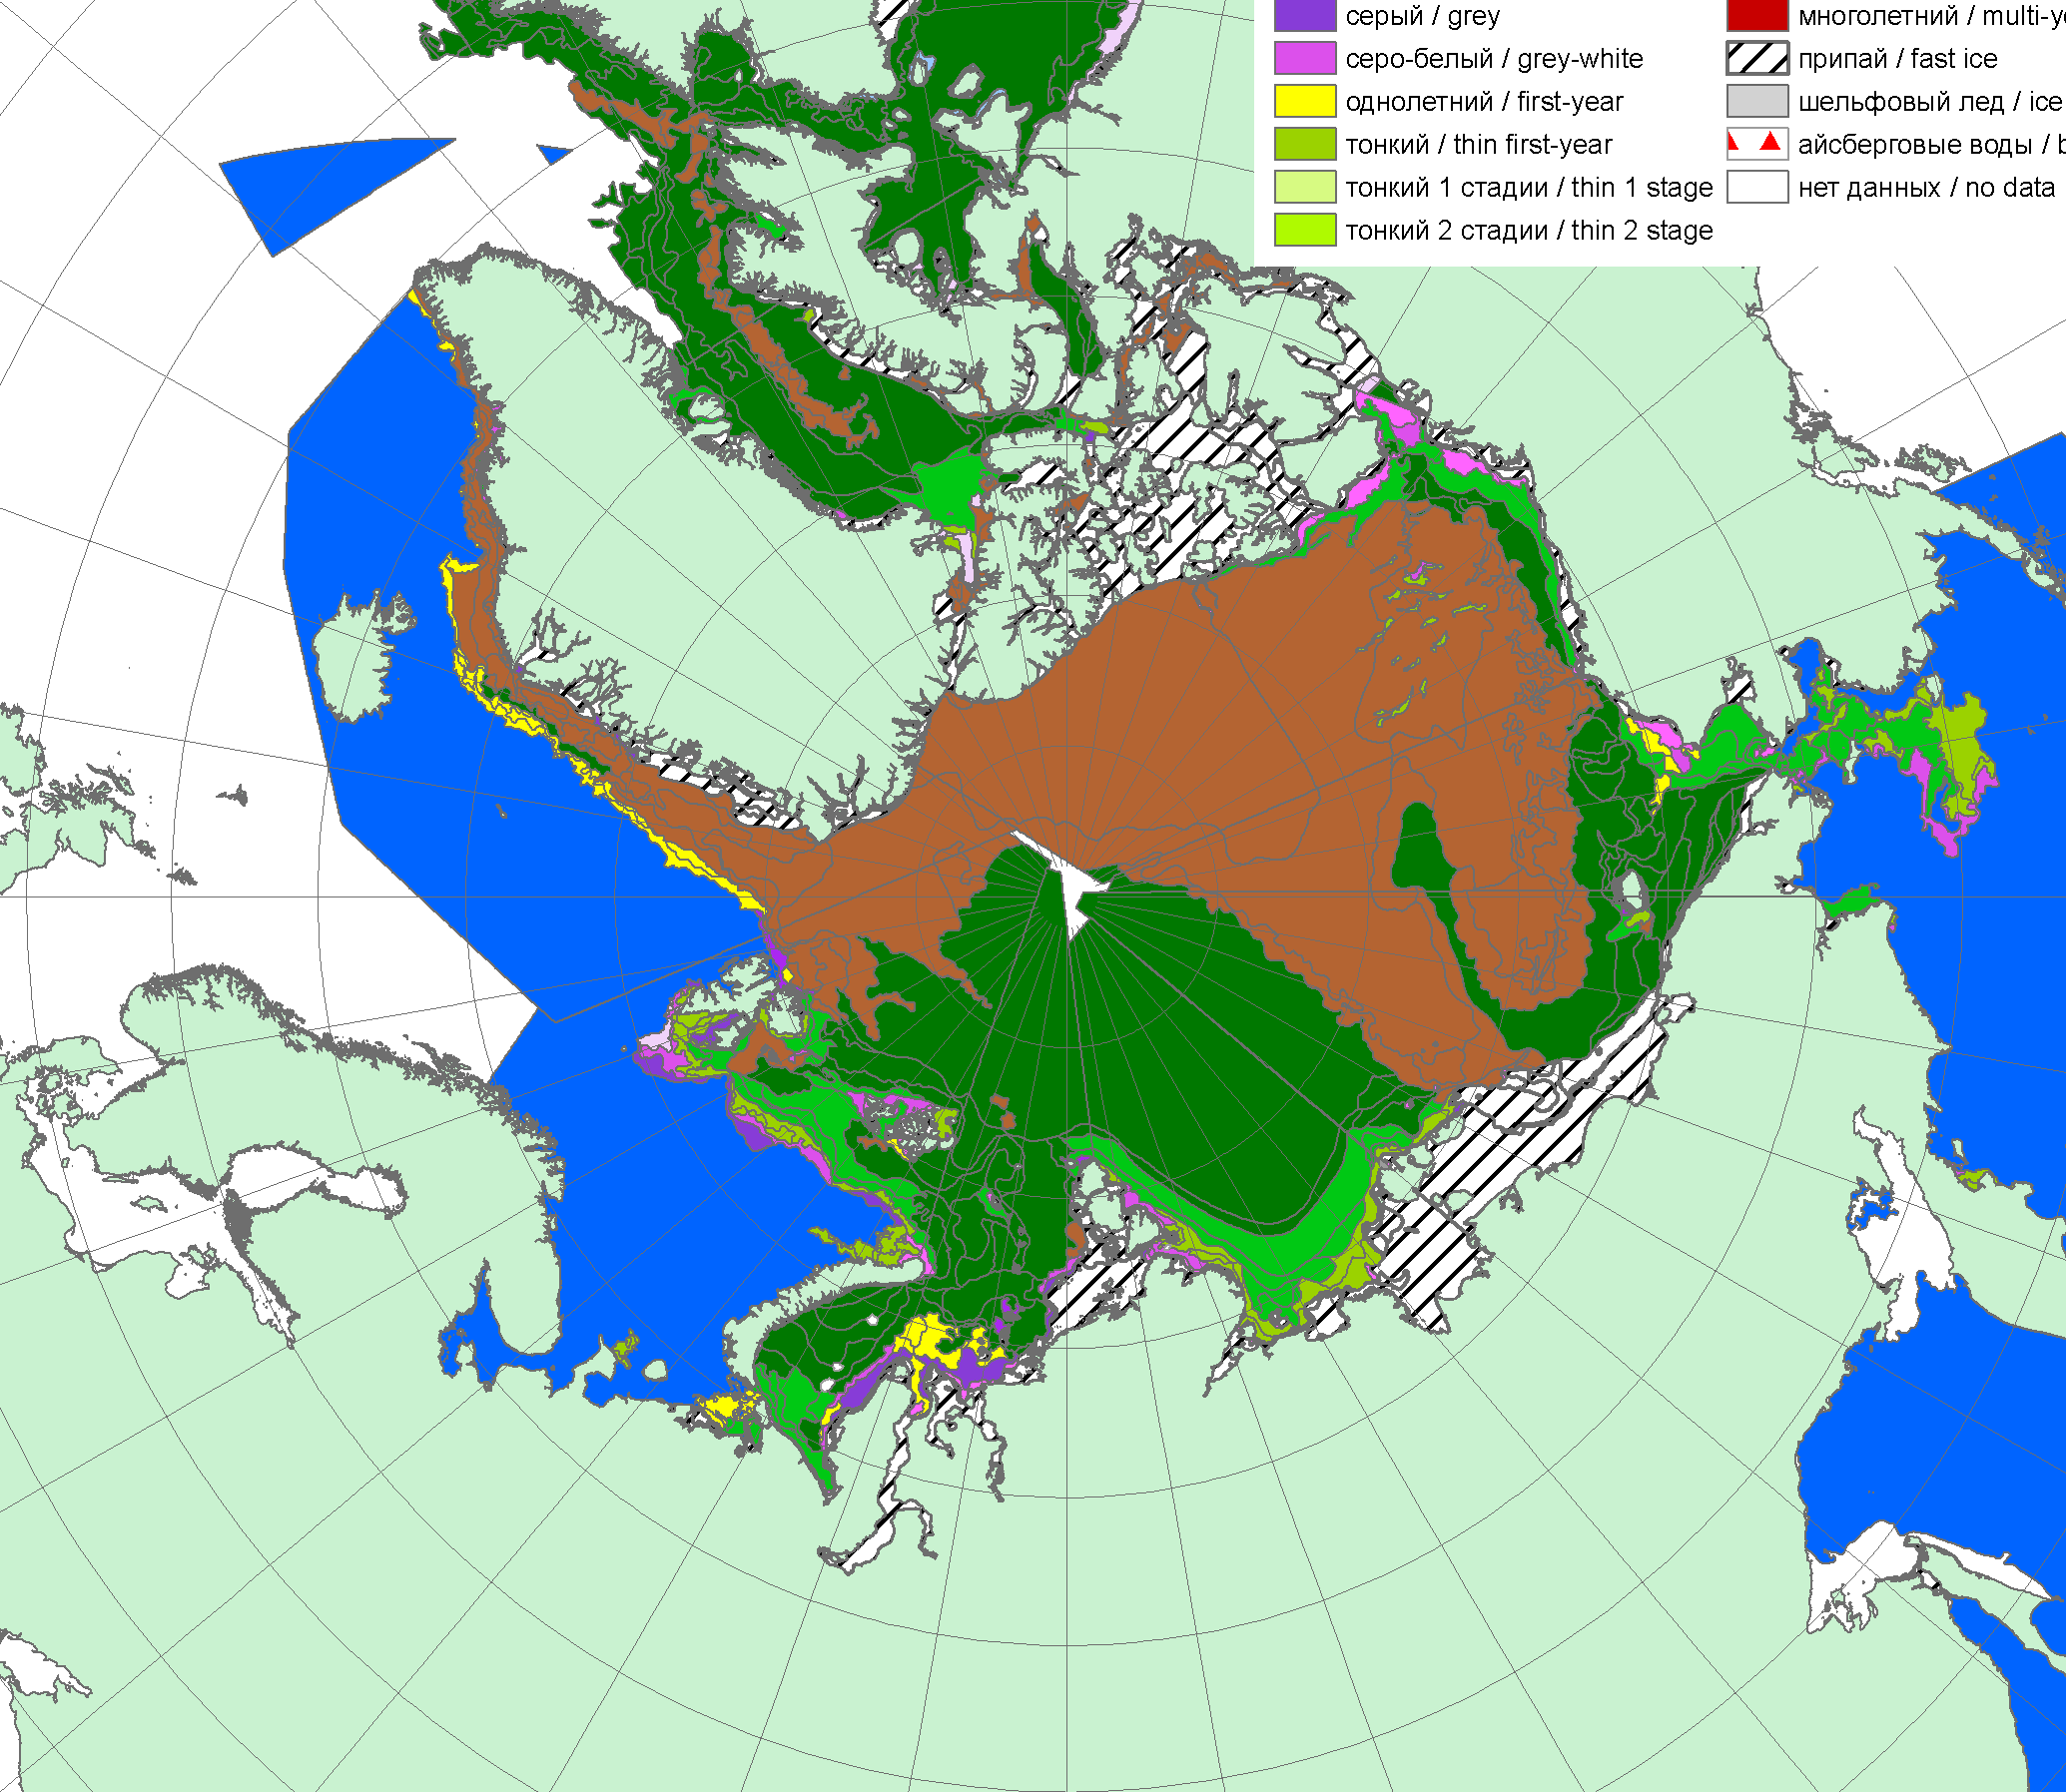 серый / grey
серо-белый / grey-white
однолетний / first-year
тонкий / thin first-year
тонкий 1 стадии / thin 1 stage
тонкий 2 стадии / thin 2 stage
многолетний / multi-ye
припай / fast ice
шельфовый лед / ice
айсберговые воды / b
нет данных / no data